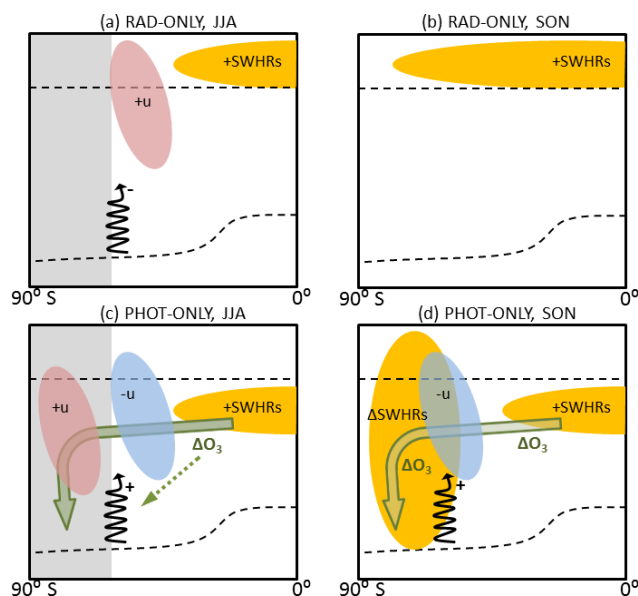 (a) RAD-ONLY, JJA
(b) RAD-ONLY, SON
+SWHRs
+SWHRs
+u
-
90° S
0°
90° S
0°
(c) PHOT-ONLY, JJA
(d) PHOT-ONLY, SON
+u
-u
+SWHRs
ΔO₃
+
ΔSWHRs
-u
+SWHRs
ΔO₃
ΔO₃
+
90° S
0°
90° S
0°